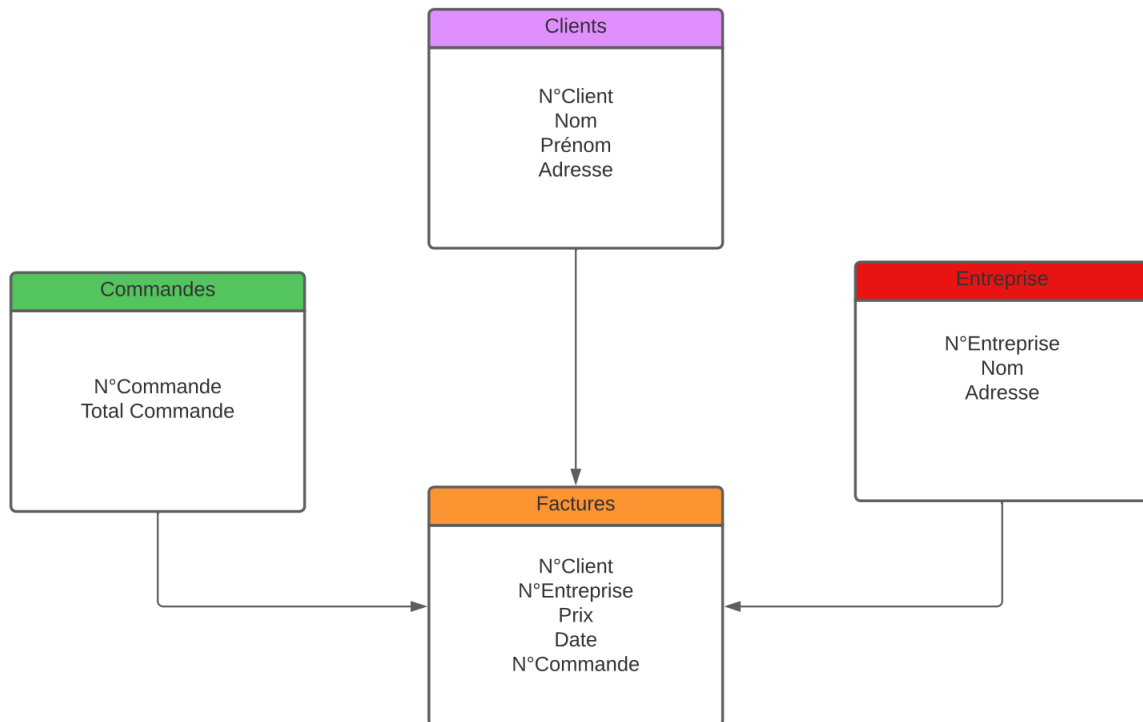 Clients
N°Client
Nom
Prénom
Adresse
Commandes
N°Commande
Total Commande
Entreprise
N°Entreprise
Nom
Adresse
Factures
N°Client
N°Entreprise
Prix
Date
N°Commande